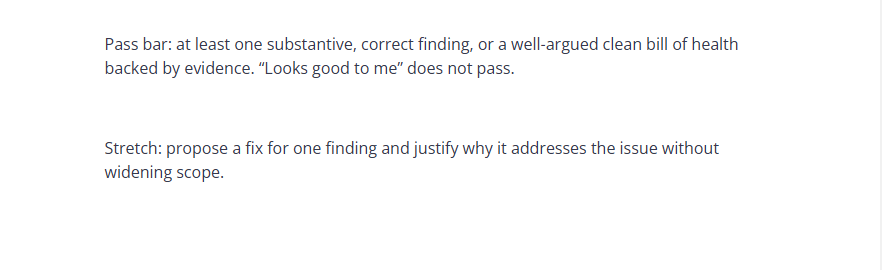 Pass bar: at least one substantive, correct finding, or a well-argued clean bill of health
backed by evidence. “Looks good to me” does not pass.
Stretch: propose a fix for one finding and justify why it addresses the issue without
widening scope.